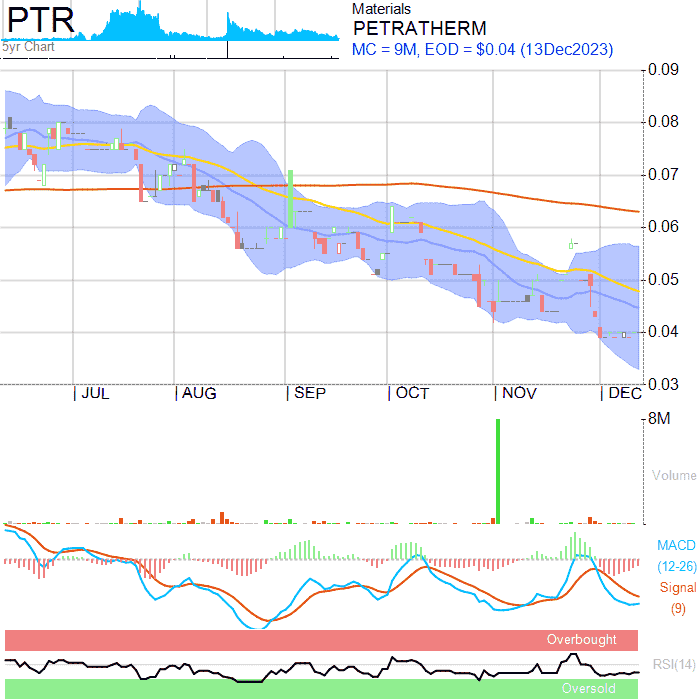 PTR
5yr Chart
Materials
PETRATHERM
MC = 9M, EOD = $0.04 (13Dec2023)
0.09
0.08
0.07
0.06
0.05
0.04
0.03
JUL AUG SEP OCT NOV DEC
8M
Volume
MACD
(12-26)
Signal
(9)
Overbought
RSI(14)
Oversold